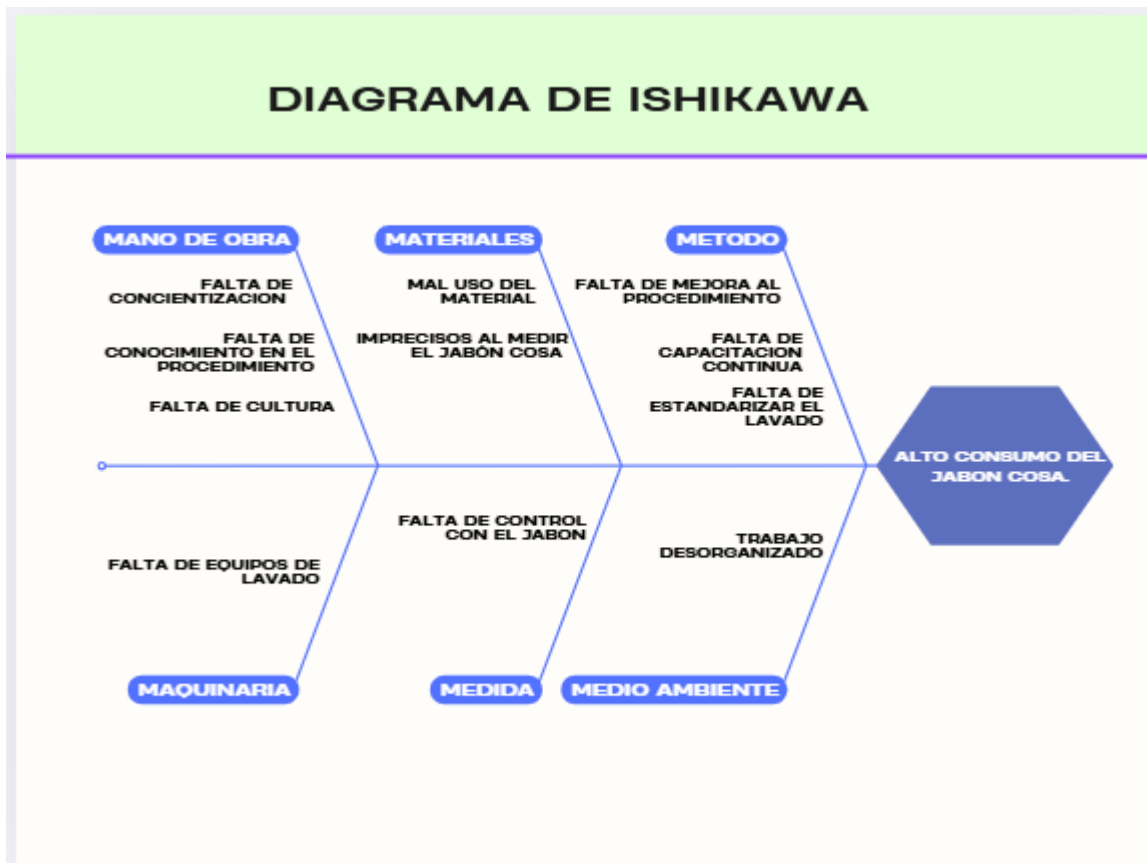 DIAGRAMA DE ISHIKAWA
MANO DE OBRA
FALTA DE
CONCIENTIZACION
FALTA DE
CONOCIMIENTO EN EL
PROCEDIMIENTO
FALTA DE CULTURA
MATERIALES
MAL USO DEL
MATERIAL
IMPRECISOS AL MEDIR
EL JABÓN COSA
METODO
FALTA DE MEJORA AL
PROCEDIMIENTO
FALTA DE
CAPACITACION
CONTINUA
FALTA DE
ESTANDARIZAR EL
LAVADO
ALTO CONSUMO DEL
JABON COSA.
FALTA DE EQUIPOS DE
LAVADO
MAQUINARIA
FALTA DE CONTROL
CON EL JABON
MEDIDA
TRABAJO
DESORGANIZADO
MEDIO AMBIENTE